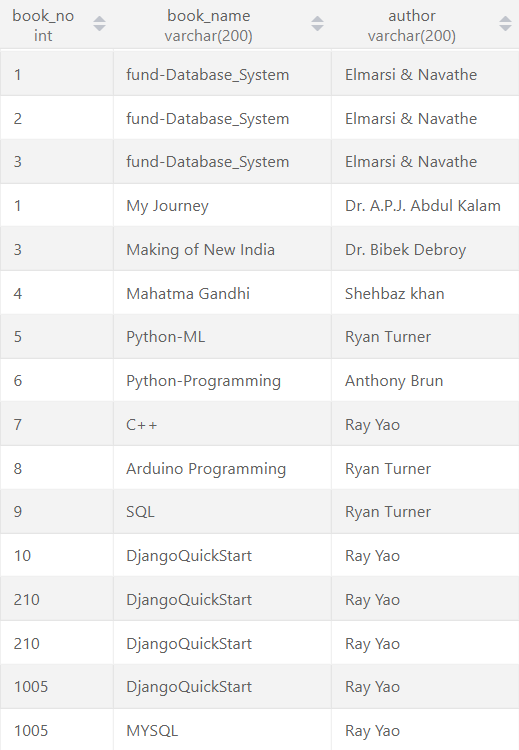 book_no book_name author
int varchar(200) varchar(200)
1 fund-Database_System Elmarsi & Navathe
2 fund-Database_System Elmarsi & Navathe
3 fund-Database_System Elmarsi & Navathe
1 My Journey Dr. A.P.J. Abdul Kalam
3 Making of New India Dr. Bibek Debroy
4 Mahatma Gandhi Shehbaz khan
5 Python-ML Ryan Turner
6 Python-Programming Anthony Brun
7 C++ Ray Yao
8 Arduino Programming Ryan Turner
9 SQL Ryan Turner
10 DjangoQuickStart Ray Yao
210 DjangoQuickStart Ray Yao
210 DjangoQuickStart Ray Yao
1005 DjangoQuickStart Ray Yao
1005 MYSQL Ray Yao